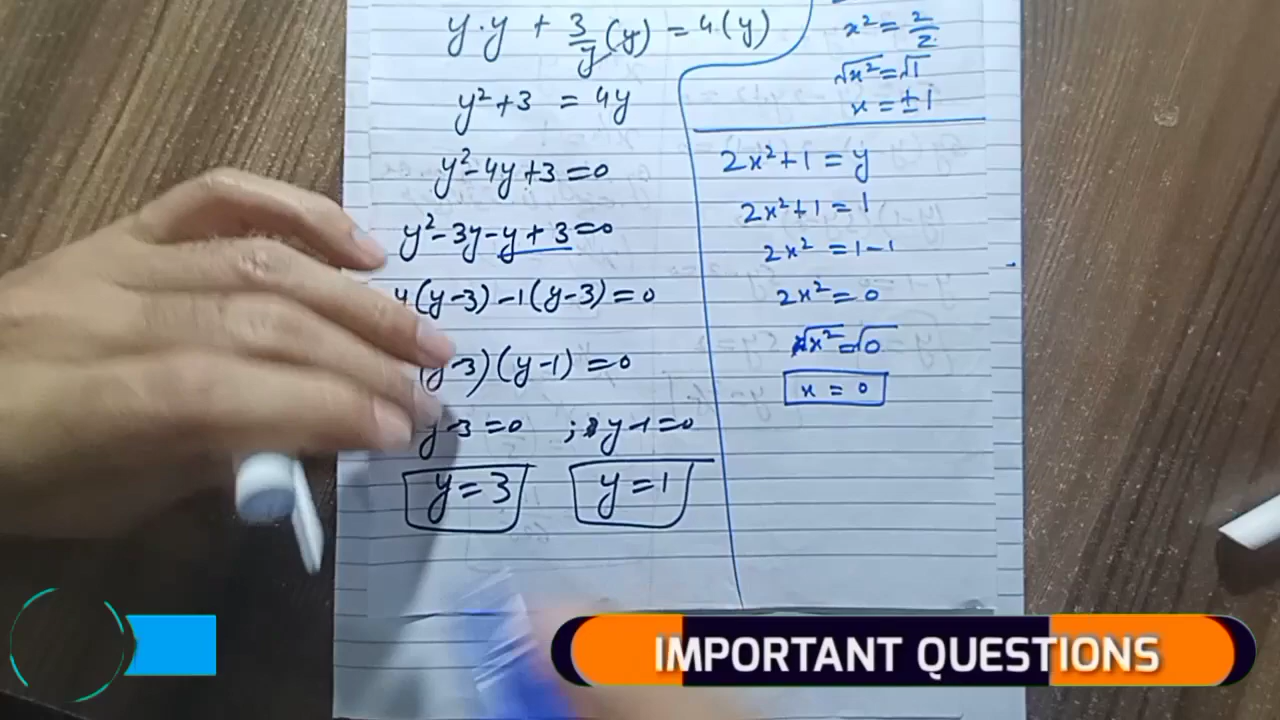 y·y + 3/y (y) = 4·(y)
y²+3 = 4y
y²-4y+3=0
y²-3y-y+3=0
y(y-3)-1(y-3)=0
(y-3)(y-1)=0
y-3=0 ; y-1=0
y=3 y=1
x² = 2/2
√x² = √1
x = ±1
2x²+1 = y
2x²+1 = 1
2x² = 1-1
2x² = 0
√x² = √0
x = 0
IMPORTANT QUESTIONS